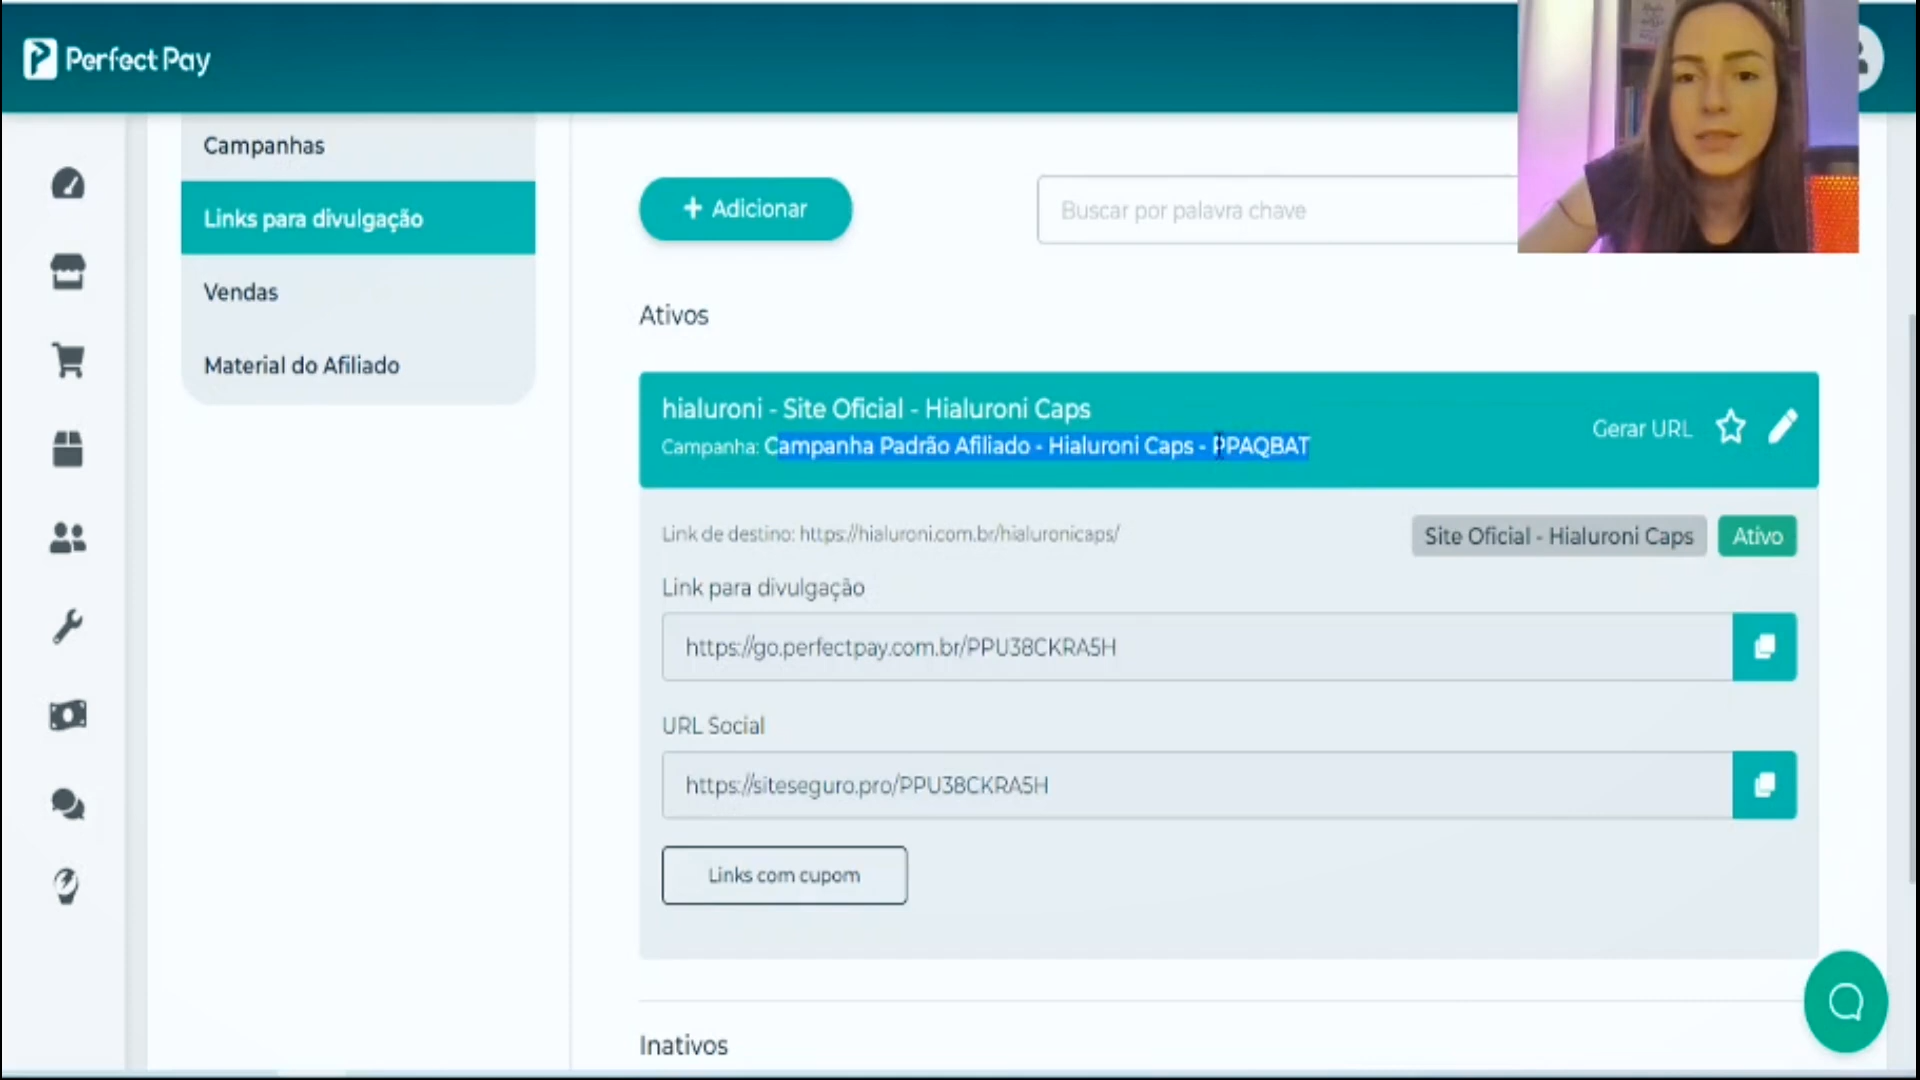 Perfect Pay
Campanhas
Links para divulgação
Vendas
Material do Afiliado
+ Adicionar
Buscar por palavra chave
Ativos
hialuroni - Site Oficial - Hialuroni Caps
Campanha: Campanha Padrão Afiliado - Hialuroni Caps - PPAQBAT
Gerar URL
Link de destino: https://hialuroni.com.br/hialuronicaps/
Site Oficial - Hialuroni Caps
Ativo
Link para divulgação
https://go.perfectpay.com.br/PPU38CKRA5H
URL Social
https://siteseguro.pro/PPU38CKRA5H
Links com cupom
Inativos